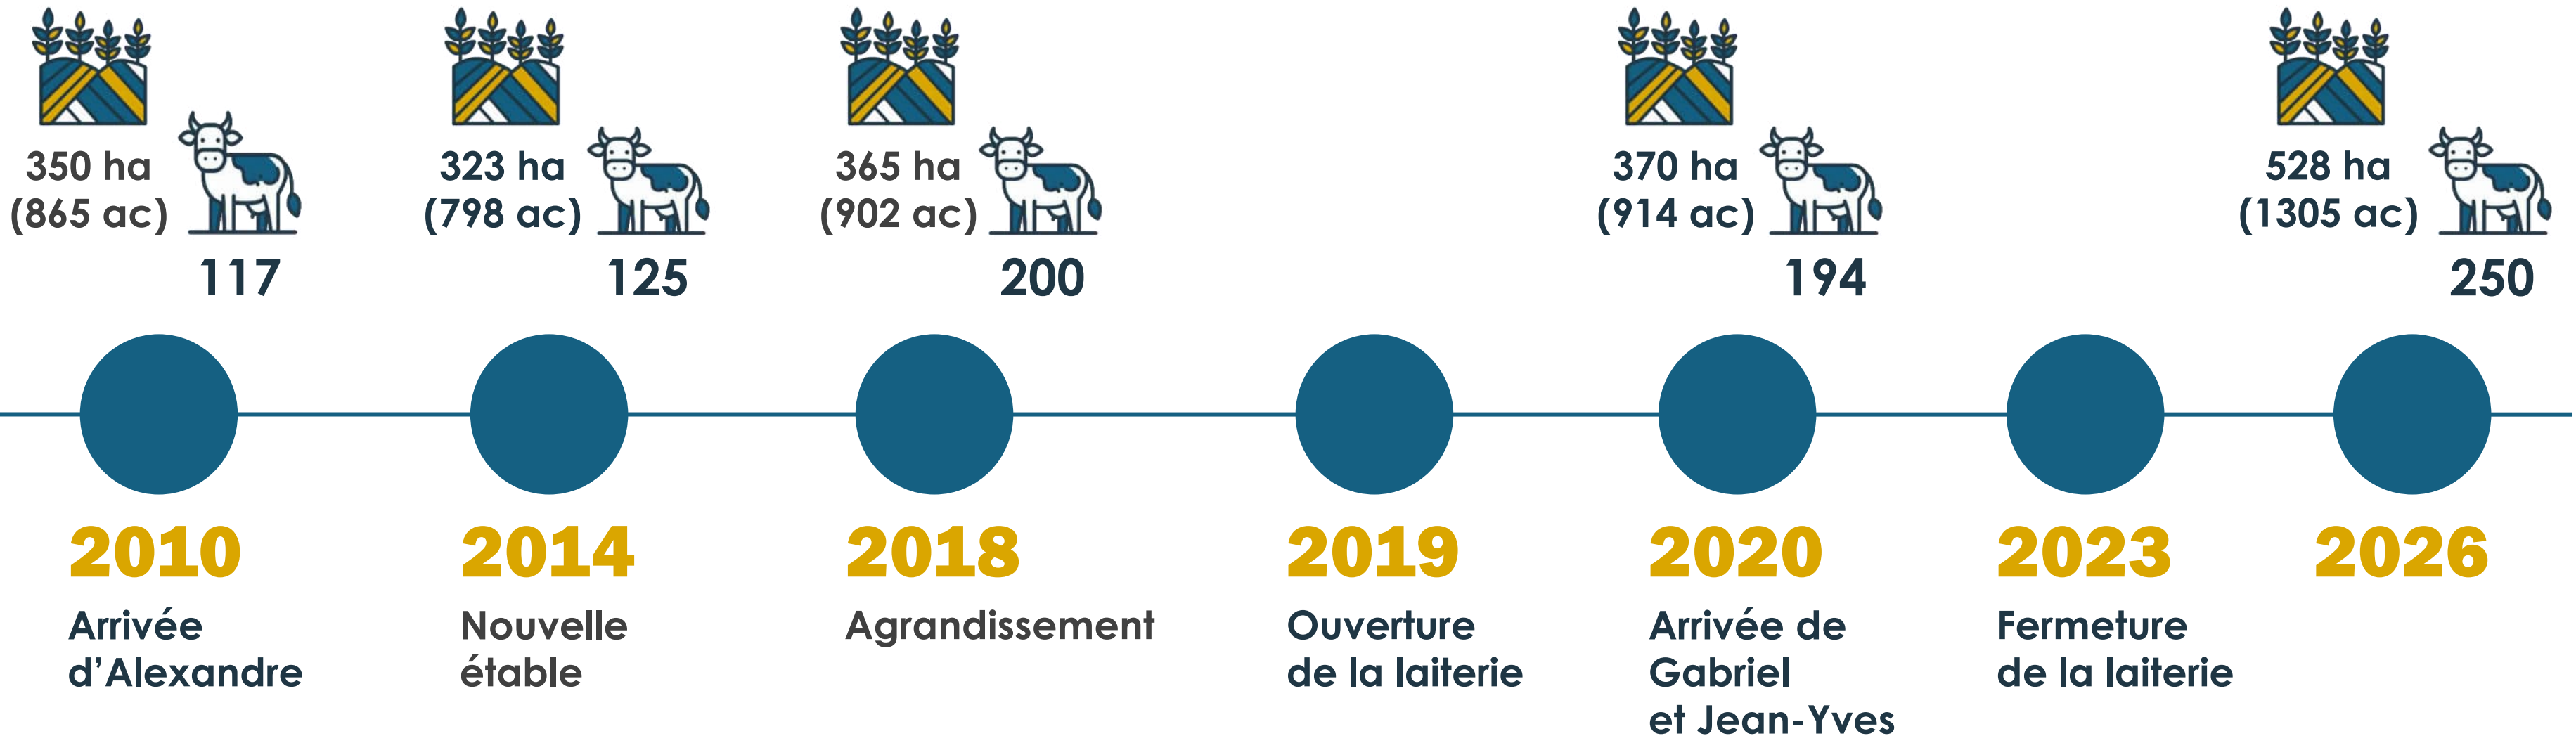 350 ha
(865 ac)
117
323 ha
(798 ac)
125
365 ha
(902 ac)
200
370 ha
(914 ac)
194
528 ha
(1305 ac)
250
2010
Arrivée
d’Alexandre
2014
Nouvelle
étable
2018
Agrandissement
2019
Ouverture
de la laiterie
2020
Arrivée de
Gabriel
et Jean-Yves
2023
Fermeture
de la laiterie
2026